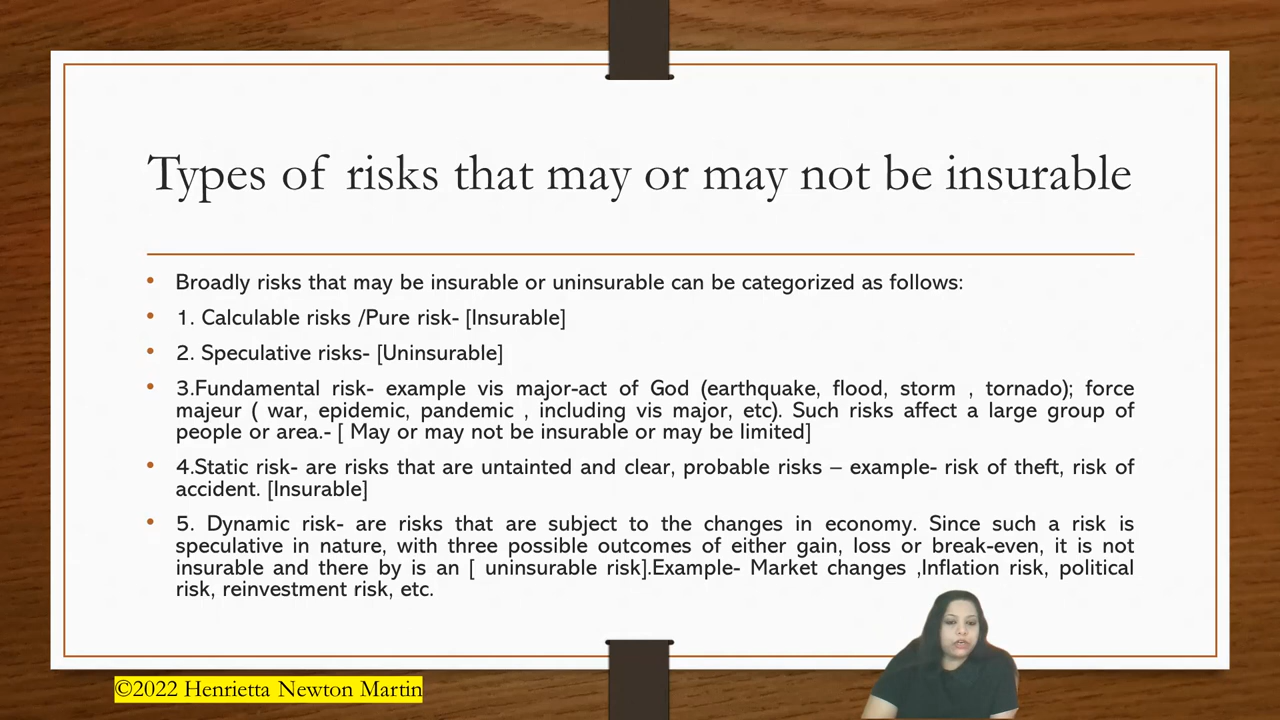 Types of risks that may or may not be insurable
• Broadly risks that may be insurable or uninsurable can be categorized as follows:
• 1. Calculable risks /Pure risk- [Insurable]
• 2. Speculative risks- [Uninsurable]
• 3.Fundamental risk- example vis major-act of God (earthquake, flood, storm , tornado); force
majeur ( war, epidemic, pandemic , including vis major, etc). Such risks affect a large group of
people or area.- [ May or may not be insurable or may be limited]
• 4.Static risk- are risks that are untainted and clear, probable risks – example- risk of theft, risk of
accident. [Insurable]
• 5. Dynamic risk- are risks that are subject to the changes in economy. Since such a risk is
speculative in nature, with three possible outcomes of either gain, loss or break-even, it is not
insurable and there by is an [ uninsurable risk].Example- Market changes ,Inflation risk, political
risk, reinvestment risk, etc.
©2022 Henrietta Newton Martin